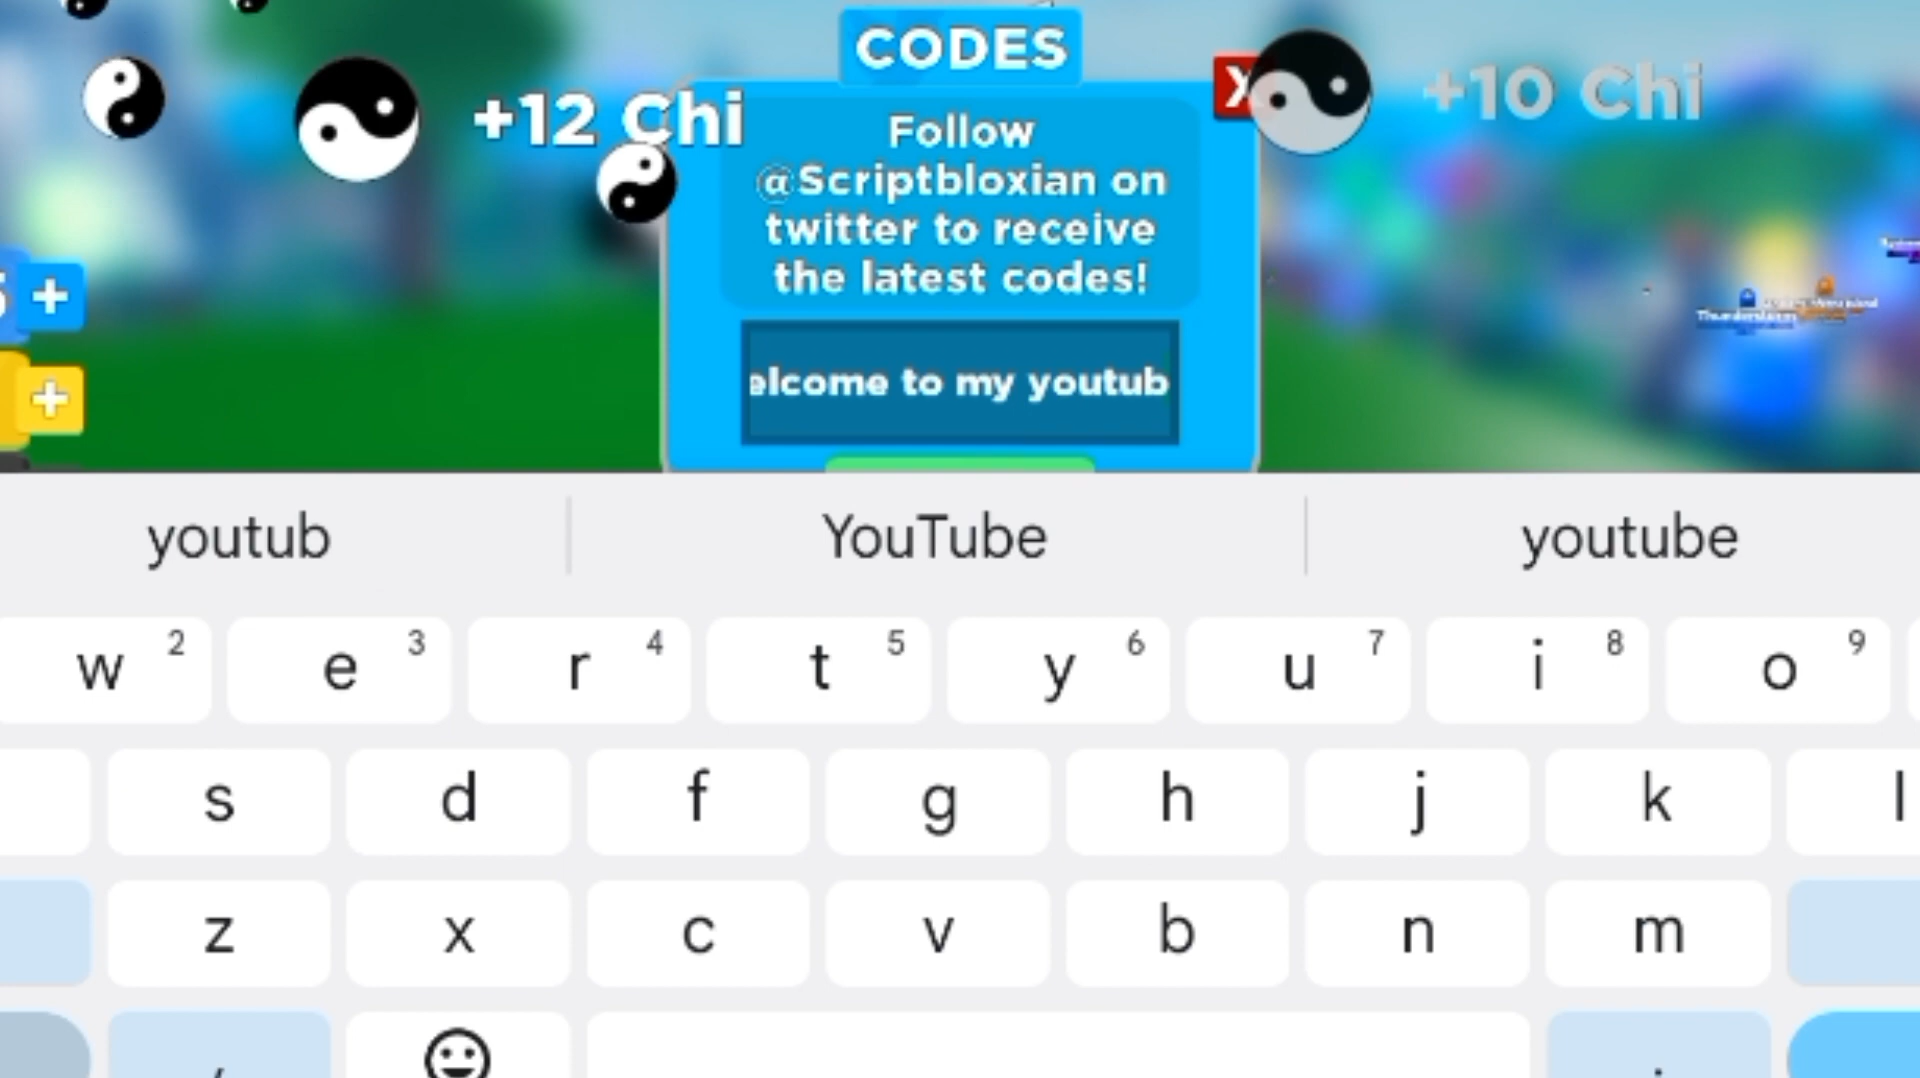 CODES
X
+12 Chi
+10 Chi
Follow
@Scriptbloxian on
twitter to receive
the latest codes!
+
elcome to my youtub
+
Thunderstorm
youtub YouTube youtube
w 2 e 3 r 4 t 5 y 6 u 7 i 8 o 9
s d f g h j k l
z x c v b n m